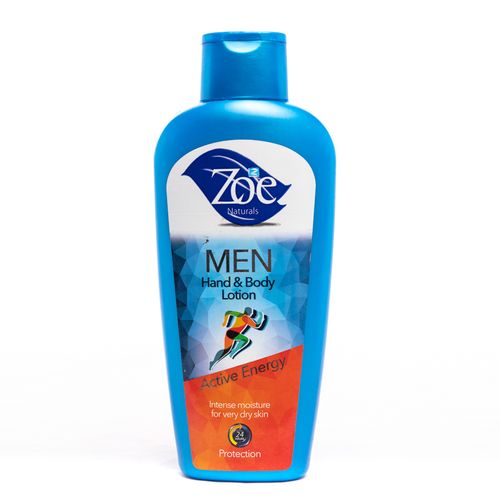 Zoe
Naturals
MEN
Hand & Body
Lotion
Active Energy
Intense moisture
for very dry skin
24
Protection